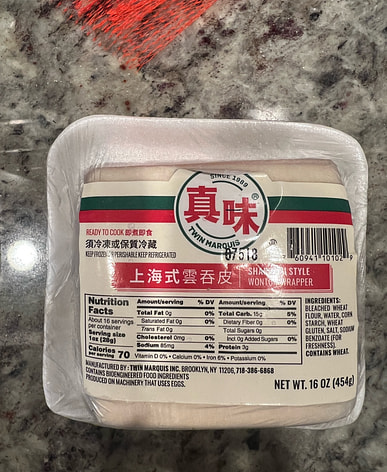 SINCE 1989
真味®
TWIN MARQUIS
READY TO COOK 即煮即食
須冷凍或保質冷藏
KEEP FROZEN OR PERISHABLE KEEP REFRIGERATED
07513
60941 10102 9
上海式雲吞皮
STYLE
WONTON WRAPPER
Nutrition
Facts
About 16 servings
per container
Serving size
1oz (28g)
Calories
per serving 70
Amount/serving % DV
Total Fat 0g 0%
Saturated Fat 0g 0%
Trans Fat 0g
Cholesterol 0mg 0%
Sodium 85mg 4%
Amount/serving % DV
Total Carb. 15g 5%
Dietary Fiber 0g 0%
Total Sugars 0g
Incl.0g Added Sugars 0%
Protein 3g
Vitamin D 0% • Calcium 0% • Iron 6% • Potassium 0%
INGREDIENTS:
BLEACHED WHEAT
FLOUR, WATER, CORN
STARCH, WHEAT
GLUTEN, SALT, SODIUM
BENZOATE (FOR
FRESHNESS).
CONTAINS WHEAT.
MANUFACTURED BY: TWIN MARQUIS INC. BROOKLYN, NY 11206, 718-386-6868
CONTAINS BIOENGINEERED FOOD INGREDIENTS
PRODUCED ON MACHINERY THAT USES EGGS.
NET WT. 16 OZ (454g)